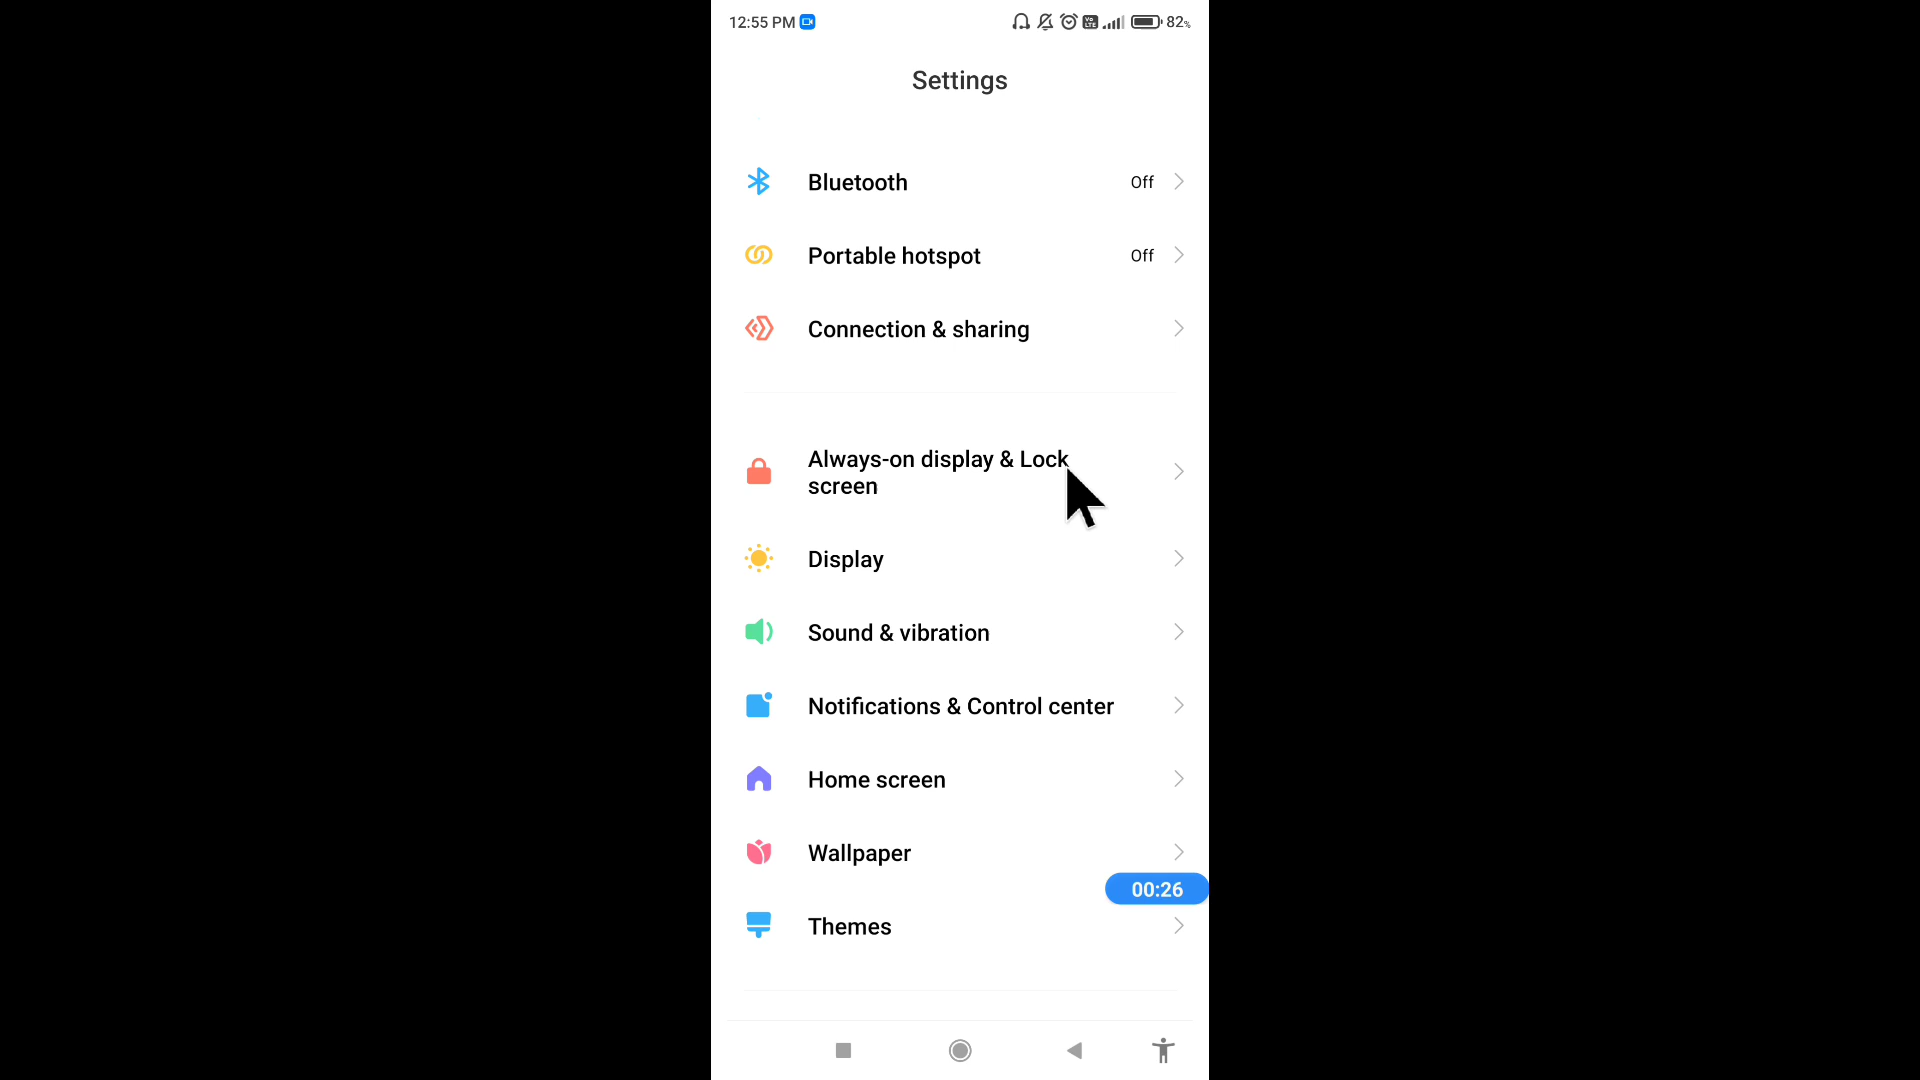 12:55 PM 82%
Settings
Bluetooth Off
Portable hotspot Off
Connection & sharing
Always-on display & Lock
screen
Display
Sound & vibration
Notifications & Control center
Home screen
Wallpaper
00:26
Themes